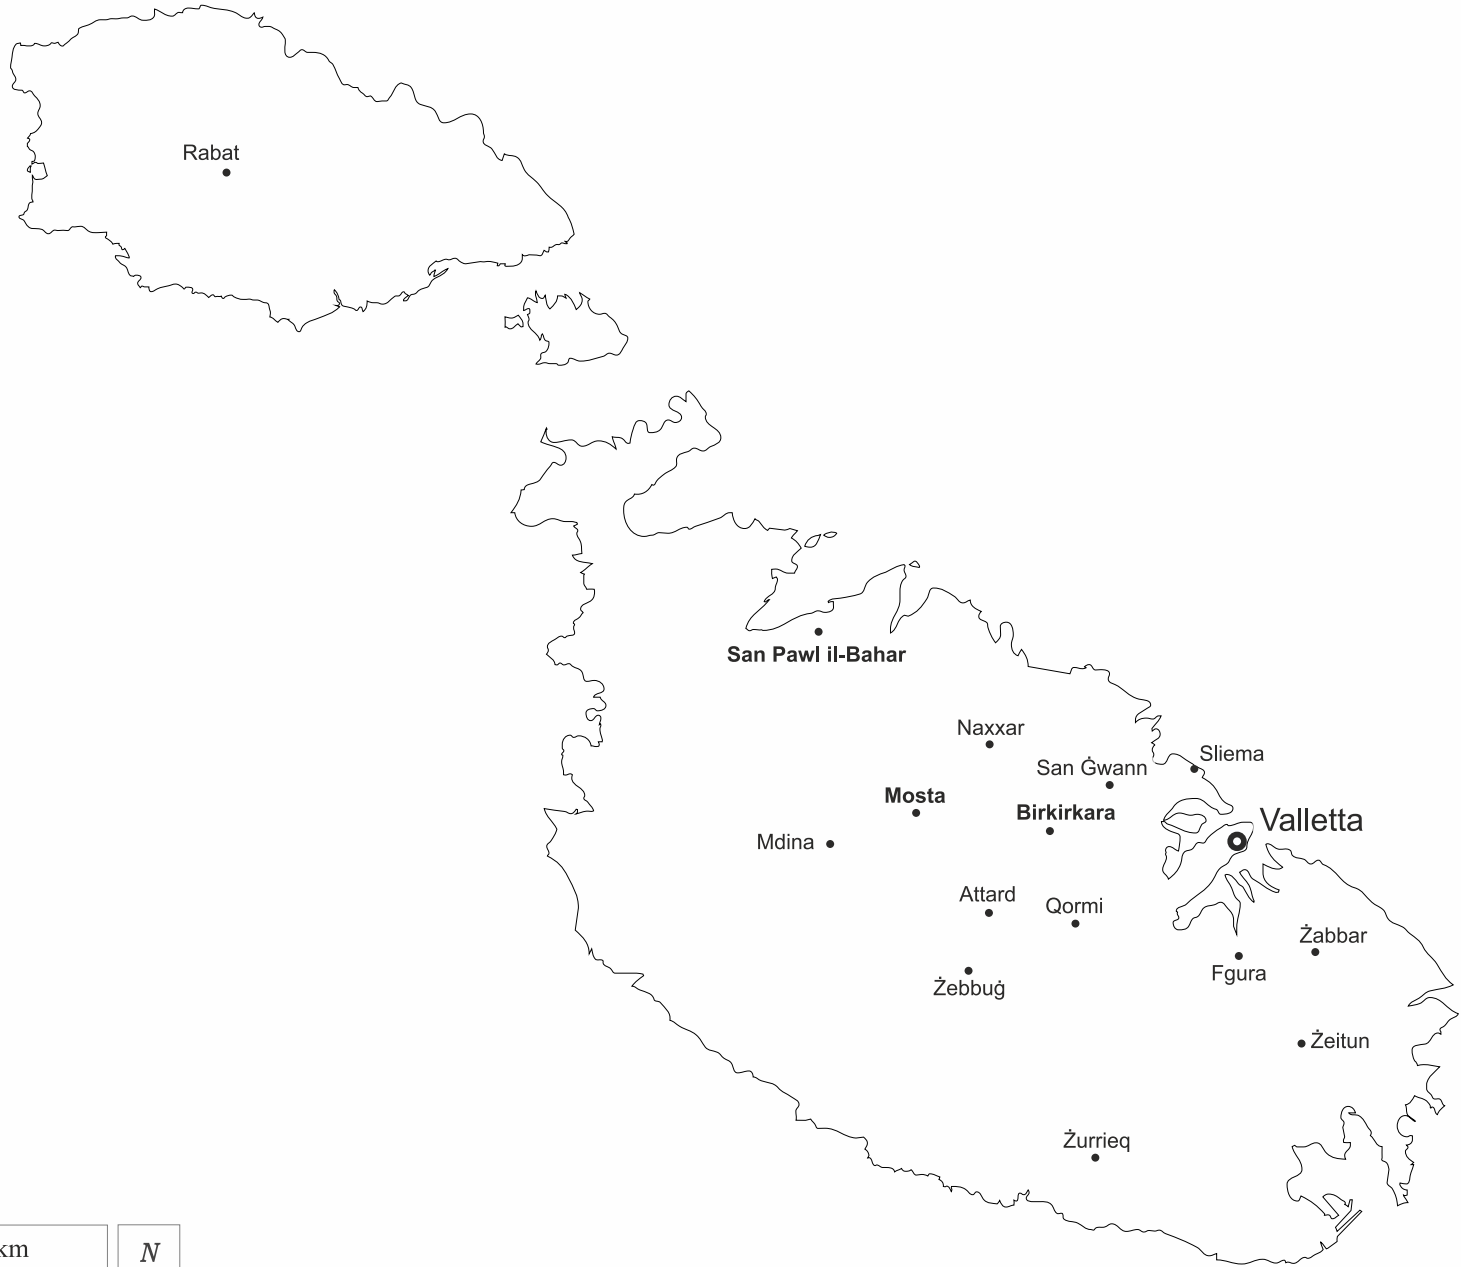 Rabat
San Pawl il-Bahar
Naxxar
Sliema
San Ġwann
Mosta
Birkirkara
Valletta
Mdina
Attard
Qormi
Żabbar
Fgura
Żebbuġ
Żeitun
Żurrieq
km
N